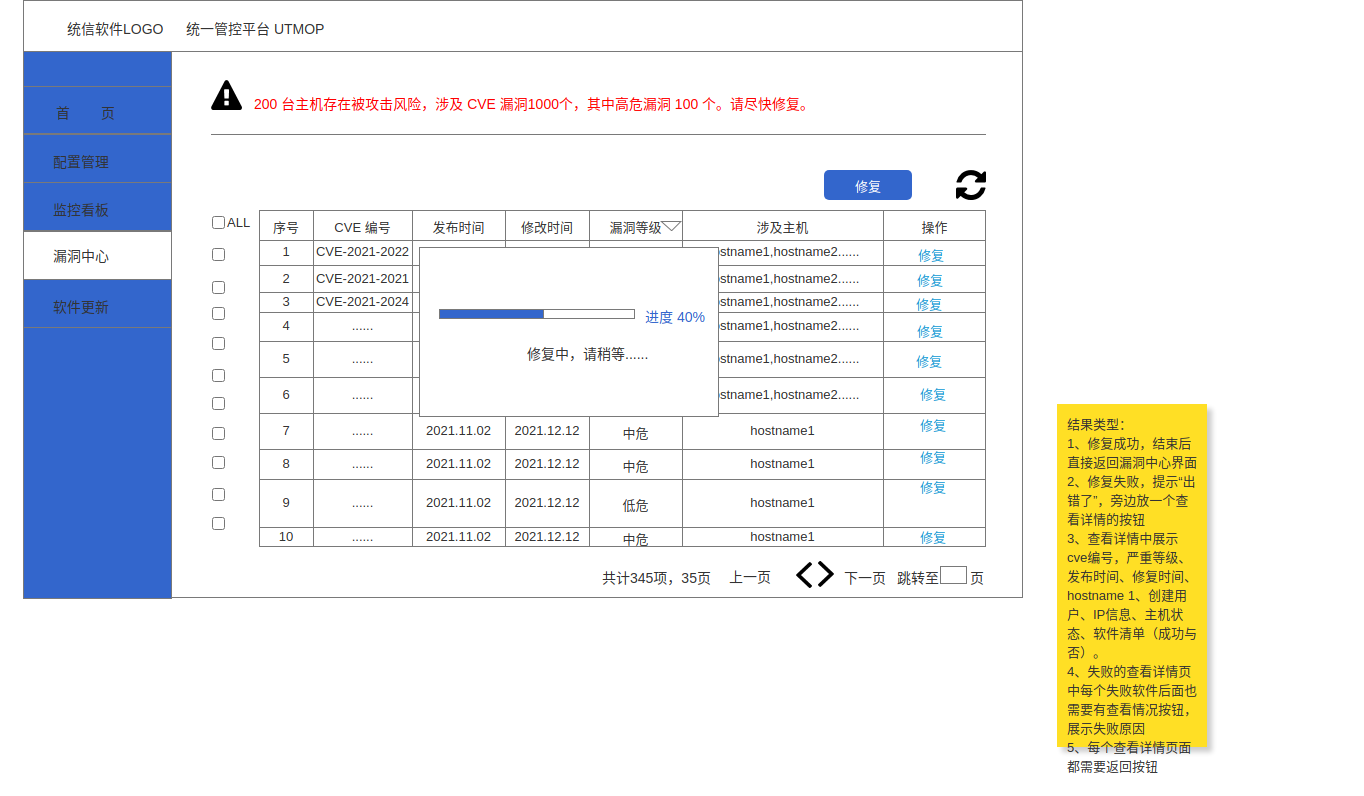 统信软件LOGO 统一管控平台 UTMOP
首 页
配置管理
监控看板
漏洞中心
软件更新
200 台主机存在被攻击风险，涉及 CVE 漏洞1000个，其中高危漏洞 100 个。请尽快修复。
修复
ALL 序号 CVE 编号 发布时间 修改时间 漏洞等级 涉及主机 操作
1 CVE-2021-2022 stname1,hostname2...... 修复
2 CVE-2021-2021 stname1,hostname2...... 修复
3 CVE-2021-2024 stname1,hostname2...... 修复
4 ...... stname1,hostname2...... 修复
5 ...... stname1,hostname2...... 修复
6 ...... stname1,hostname2...... 修复
7 ...... 2021.11.02 2021.12.12 中危 hostname1 修复
8 ...... 2021.11.02 2021.12.12 中危 hostname1 修复
9 ...... 2021.11.02 2021.12.12 低危 hostname1 修复
10 ...... 2021.11.02 2021.12.12 中危 hostname1 修复
进度 40%
修复中，请稍等......
共计345项，35页 上一页 下一页 跳转至 页
结果类型：
1、修复成功，结束后
直接返回漏洞中心界面
2、修复失败，提示“出
错了”，旁边放一个查
看详情的按钮
3、查看详情中展示
cve编号，严重等级、
发布时间、修复时间、
hostname 1、创建用
户、IP信息、主机状
态、软件清单（成功与
否）。
4、失败的查看详情页
中每个失败软件后面也
需要有查看情况按钮，
展示失败原因
5、每个查看详情页面
都需要返回按钮